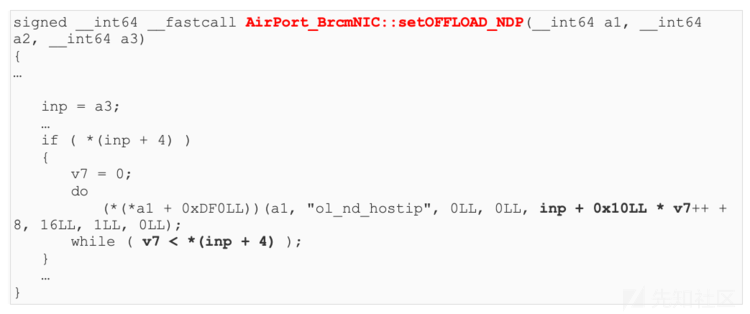 signed __int64 __fastcall AirPort_BrcmNIC::setOFFLOAD_NDP(__int64 a1, __int64
a2, __int64 a3)
{
…
inp = a3;
…
if ( *(inp + 4) )
{
v7 = 0;
do
(*(*a1 + 0xDF0LL))(a1, "ol_nd_hostip", 0LL, 0LL, inp + 0x10LL * v7++ +
8, 16LL, 1LL, 0LL);
while ( v7 < *(inp + 4) );
}
…
}
先知社区